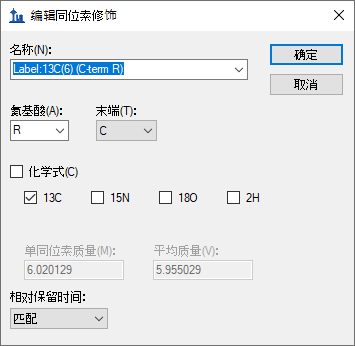 编辑同位素修饰
名称(N):
Label:13C(6) (C-term R)
确定
取消
氨基酸(A):
末端(T):
R
C
化学式(C)
13C
15N
18O
2H
单同位素质量(M):
平均质量(V):
6.020129
5.955029
相对保留时间:
匹配